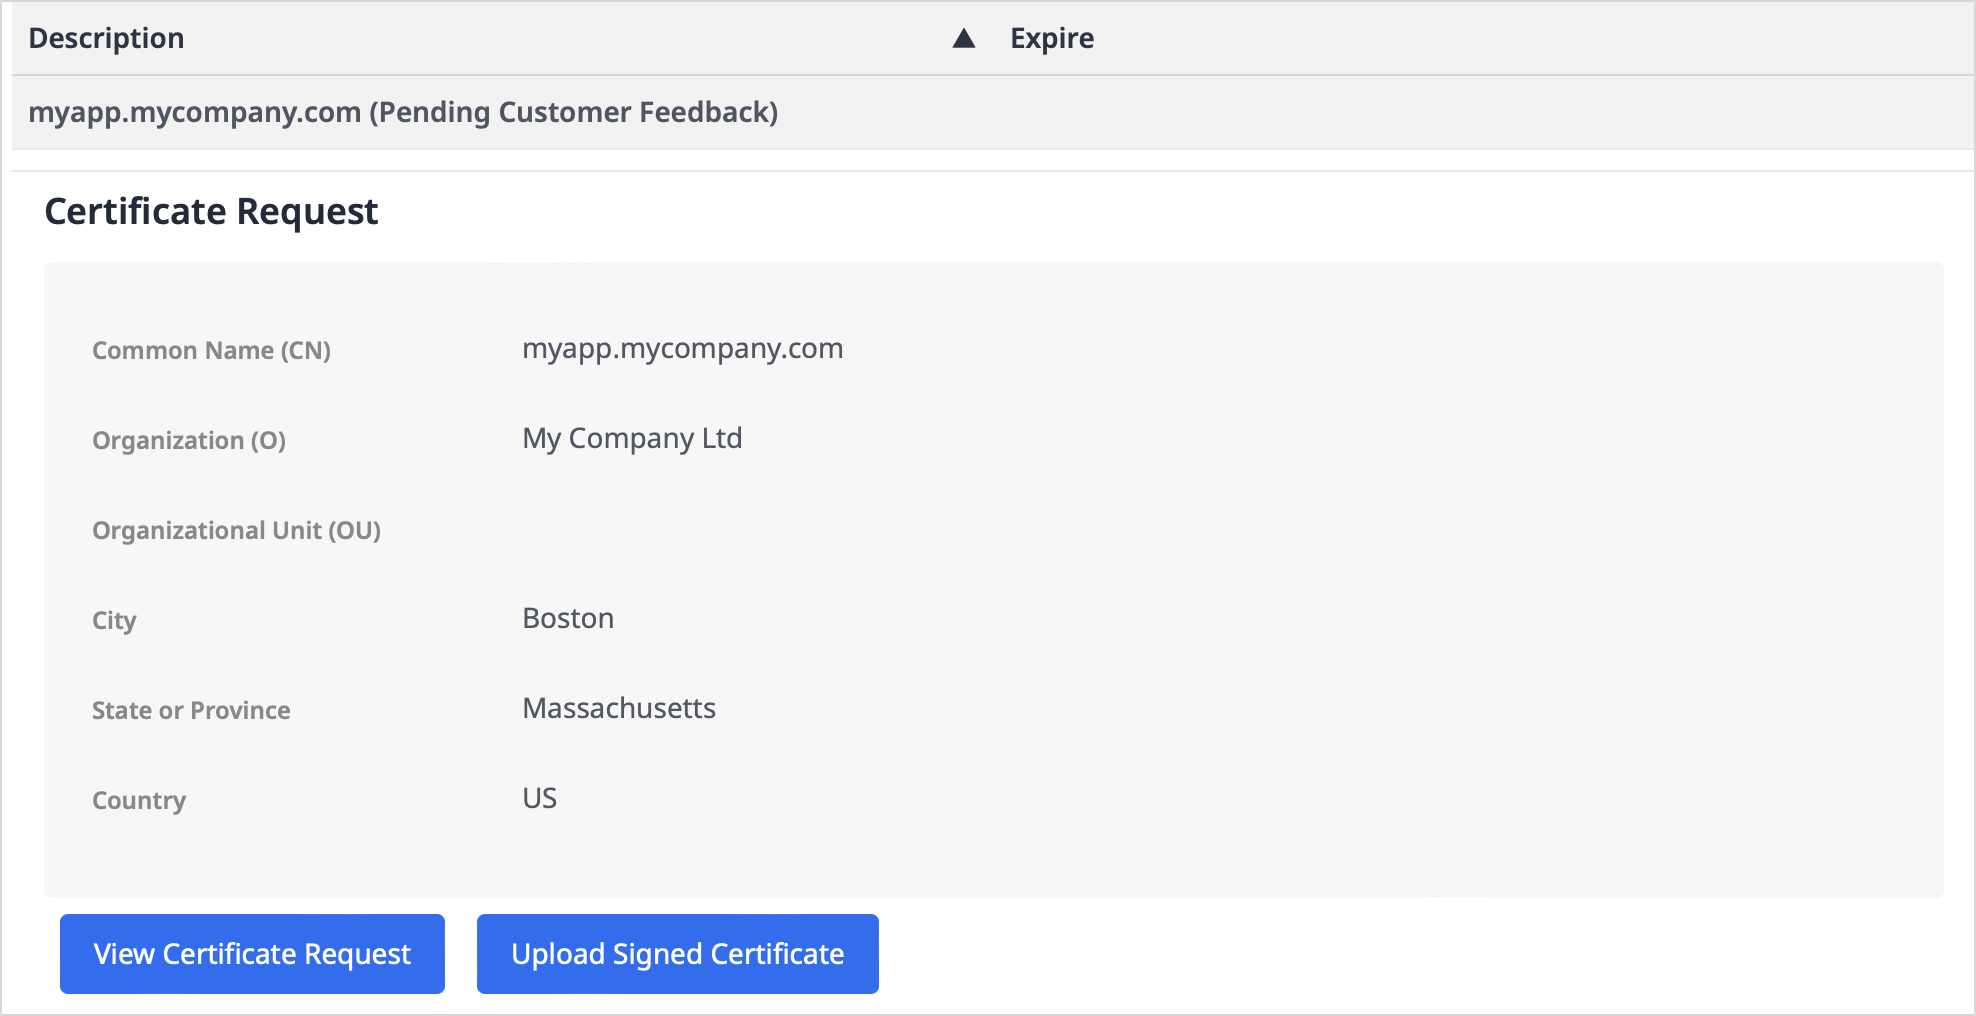 Description ▲ Expire
myapp.mycompany.com (Pending Customer Feedback)
Certificate Request
Common Name (CN) myapp.mycompany.com
Organization (O) My Company Ltd
Organizational Unit (OU)
City Boston
State or Province Massachusetts
Country US
View Certificate Request Upload Signed Certificate